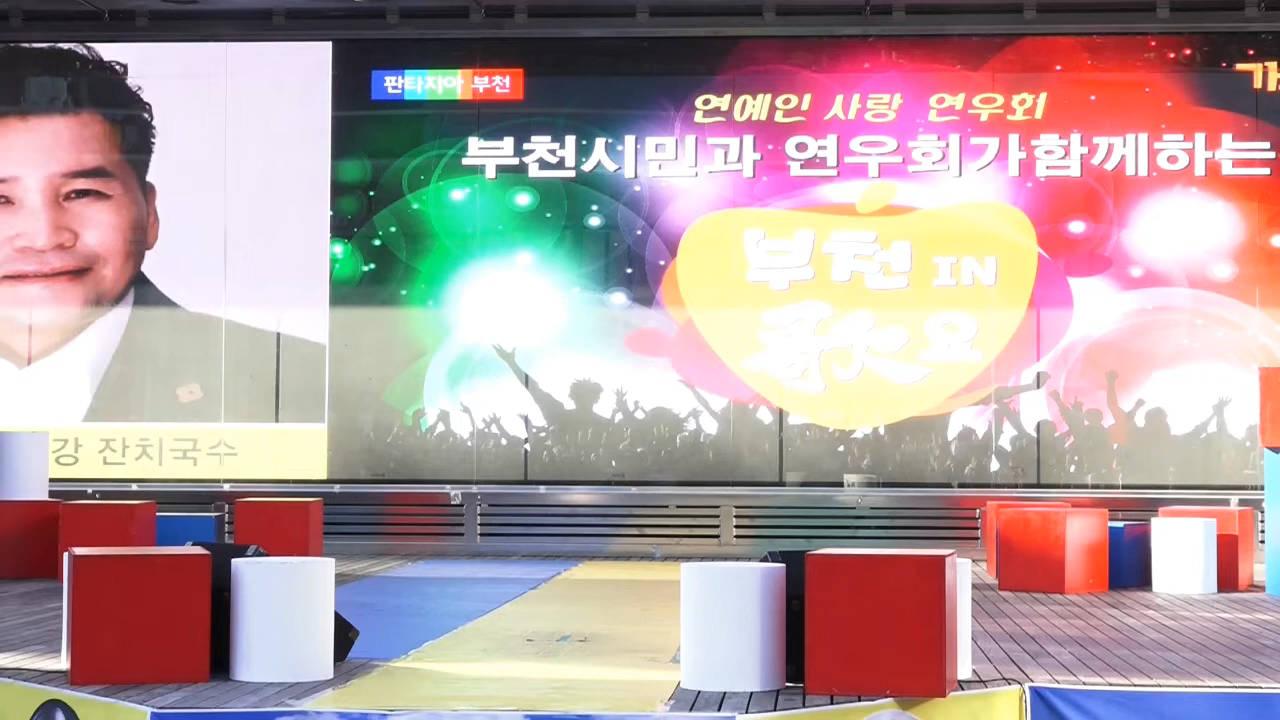 판타지아 부천
연예인 사랑 연우회
부천시민과 연우회가함께하는
부천 IN
歌요
강 잔치국수